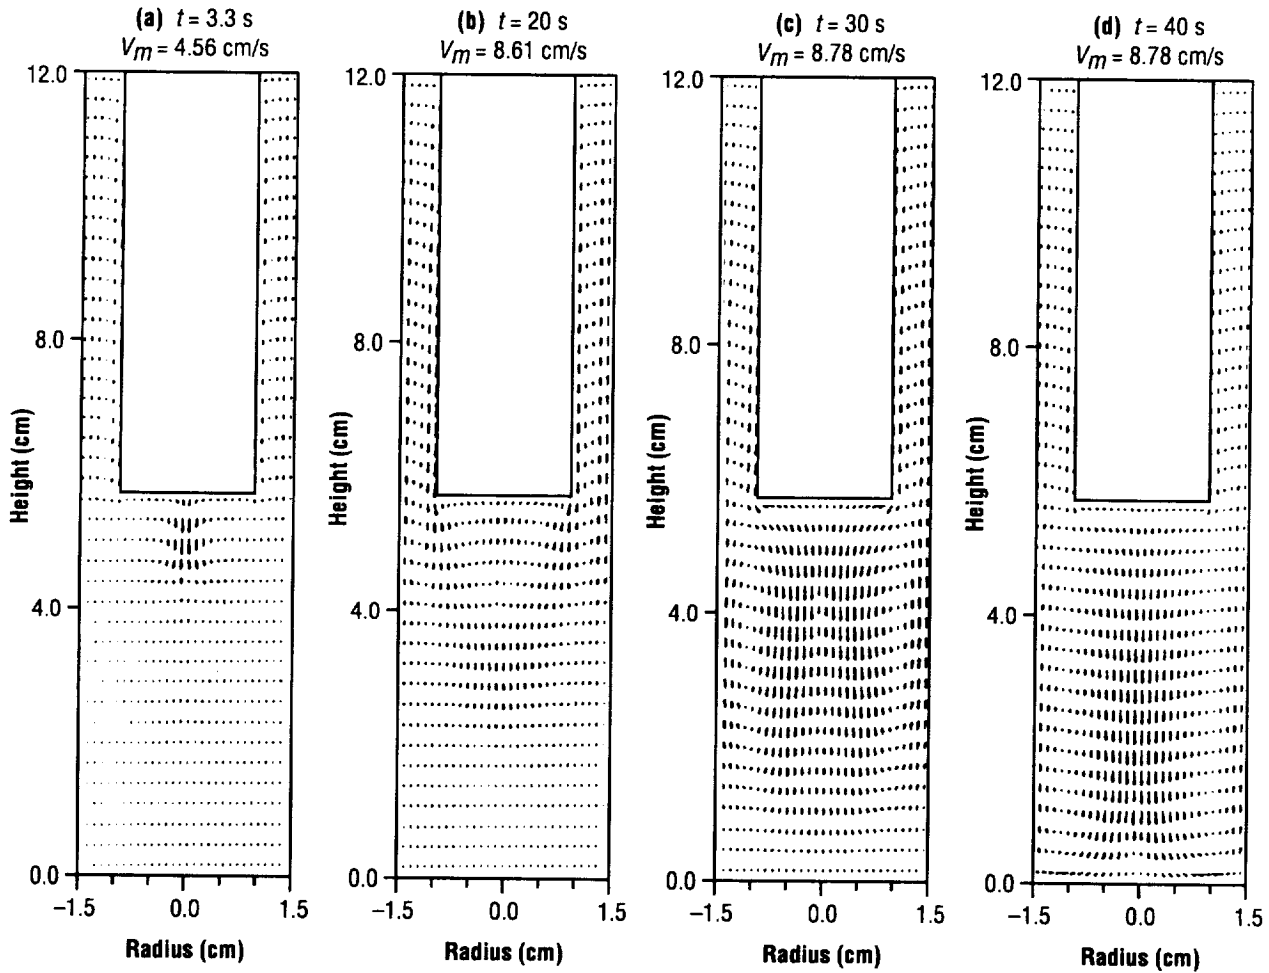 (a) t = 3.3 s
Vm = 4.56 cm/s
12.0
8.0
4.0
0.0
Height (cm)
−1.5 0.0 1.5
Radius (cm)
(b) t = 20 s
Vm = 8.61 cm/s
12.0
8.0
4.0
0.0
Height (cm)
−1.5 0.0 1.5
Radius (cm)
(c) t = 30 s
Vm = 8.78 cm/s
12.0
8.0
4.0
0.0
Height (cm)
−1.5 0.0 1.5
Radius (cm)
(d) t = 40 s
Vm = 8.78 cm/s
12.0
8.0
4.0
0.0
Height (cm)
−1.5 0.0 1.5
Radius (cm)